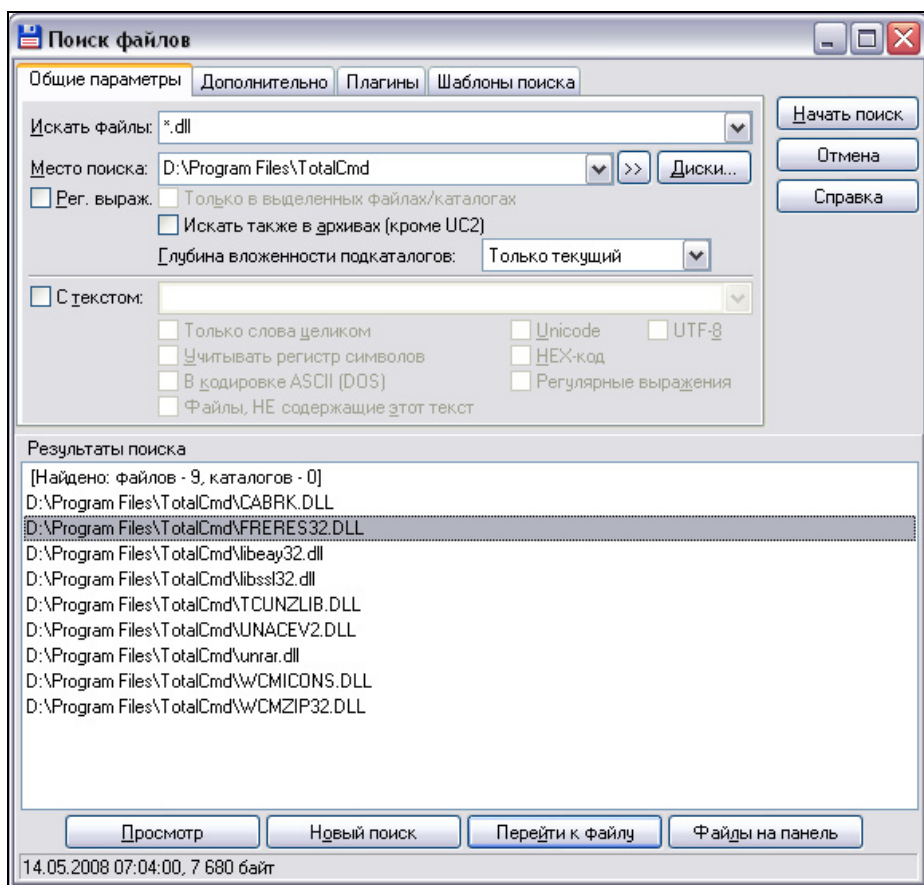 Поиск файлов
Общие параметры Дополнительно Плагины Шаблоны поиска
Искать файлы: *.dll
Начать поиск
Место поиска: D:\Program Files\TotalCmd >> Диски...
Отмена
Рег. выраж. Только в выделенных файлах/каталогах
Справка
Искать также в архивах (кроме UC2)
Глубина вложенности подкаталогов: Только текущий
С текстом:
Только слова целиком Unicode UTF-8
Учитывать регистр символов HEX-код
В кодировке ASCII (DOS) Регулярные выражения
Файлы, НЕ содержащие этот текст
Результаты поиска
[Найдено: файлов - 9, каталогов - 0]
D:\Program Files\TotalCmd\CABRK.DLL
D:\Program Files\TotalCmd\FRERES32.DLL
D:\Program Files\TotalCmd\libeay32.dll
D:\Program Files\TotalCmd\libssl32.dll
D:\Program Files\TotalCmd\TCUNZLIB.DLL
D:\Program Files\TotalCmd\UNACEV2.DLL
D:\Program Files\TotalCmd\unrar.dll
D:\Program Files\TotalCmd\WCMICONS.DLL
D:\Program Files\TotalCmd\WCMZIP32.DLL
Просмотр Новый поиск Перейти к файлу Файлы на панель
14.05.2008 07:04:00, 7 680 байт